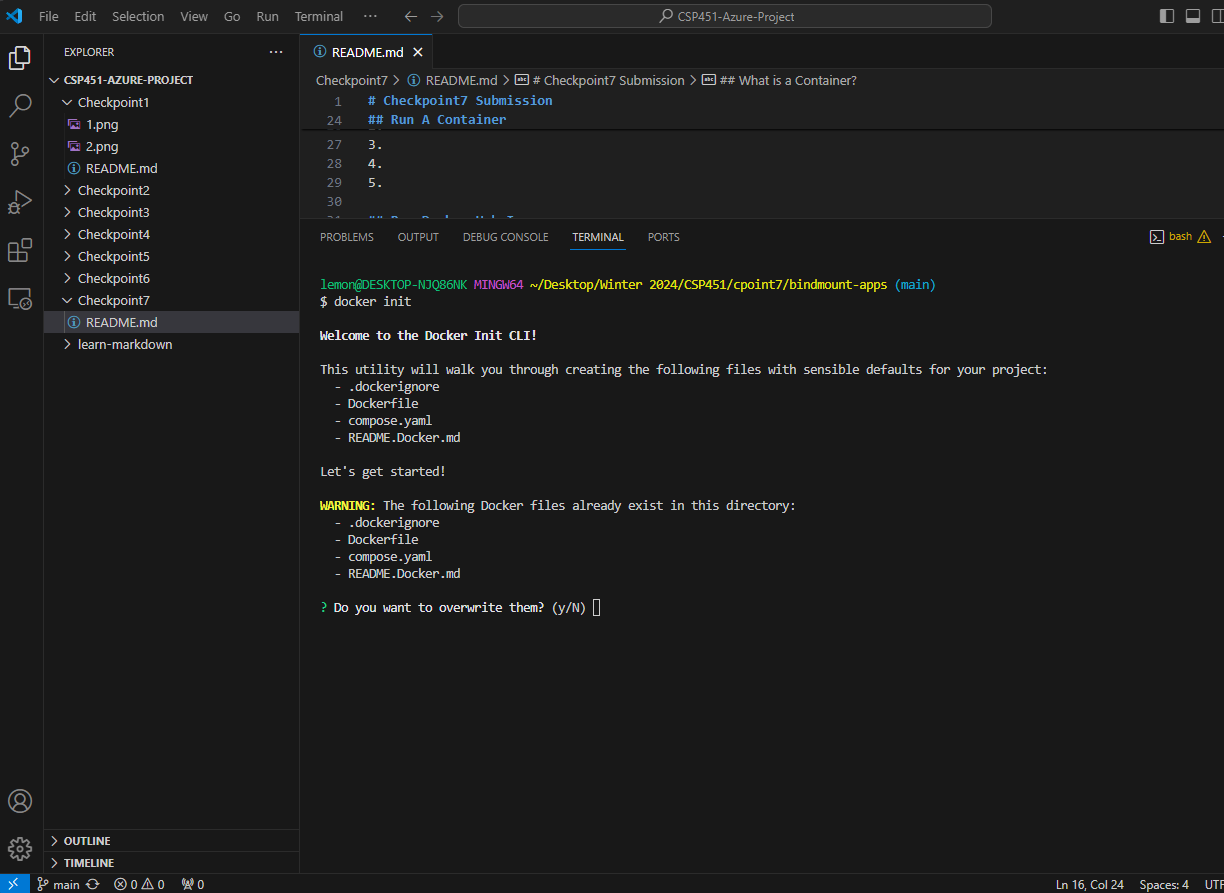 File Edit Selection View Go Run Terminal ··· CSP451-Azure-Project
EXPLORER ···
CSP451-AZURE-PROJECT
Checkpoint1
1.png
2.png
README.md
Checkpoint2
Checkpoint3
Checkpoint4
Checkpoint5
Checkpoint6
Checkpoint7
README.md
learn-markdown
OUTLINE
TIMELINE
README.md
Checkpoint7 > README.md > # Checkpoint7 Submission > ## What is a Container?
1 # Checkpoint7 Submission
24 ## Run A Container
27 3.
28 4.
29 5.
30
PROBLEMS OUTPUT DEBUG CONSOLE TERMINAL PORTS bash
lemon@DESKTOP-NJQ86NK MINGW64 ~/Desktop/Winter 2024/CSP451/cpoint7/bindmount-apps (main)
$ docker init
Welcome to the Docker Init CLI!
This utility will walk you through creating the following files with sensible defaults for your project:
- .dockerignore
- Dockerfile
- compose.yaml
- README.Docker.md
Let's get started!
WARNING: The following Docker files already exist in this directory:
- .dockerignore
- Dockerfile
- compose.yaml
- README.Docker.md
? Do you want to overwrite them? (y/N)
main 0 0 0 Ln 16, Col 24 Spaces: 4 UTF